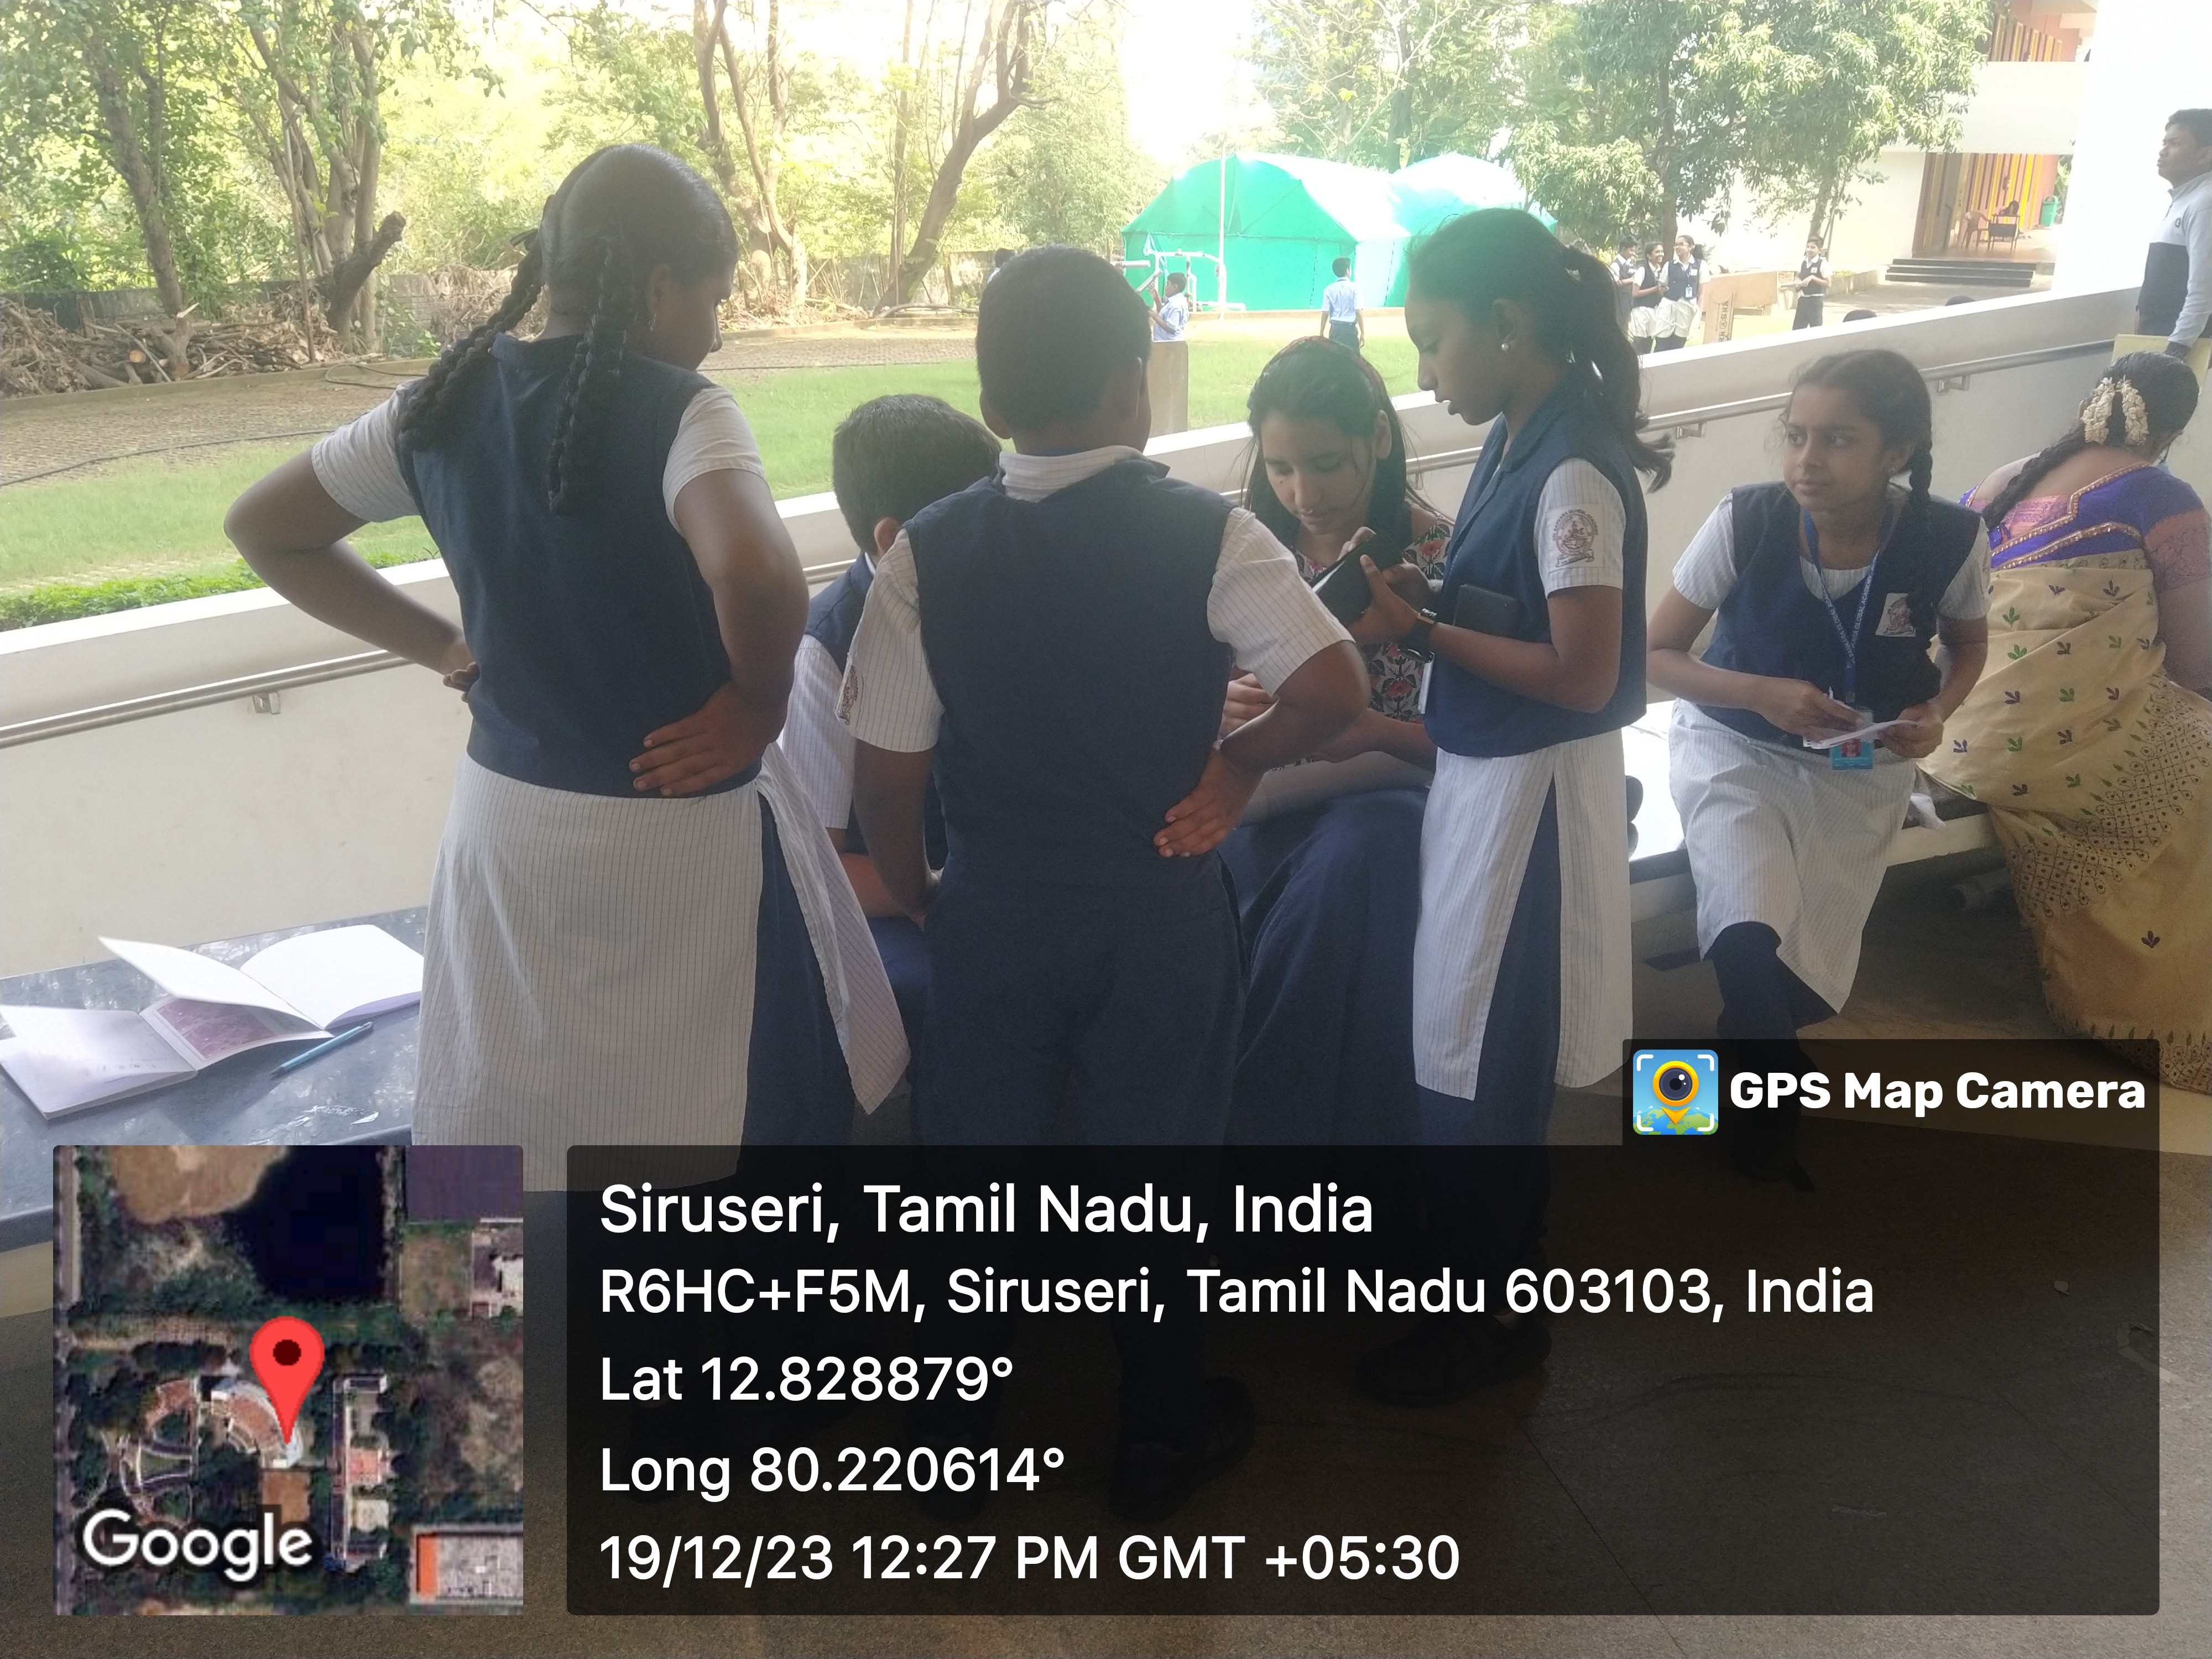 GPS Map Camera
Siruseri, Tamil Nadu, India
R6HC+F5M, Siruseri, Tamil Nadu 603103, India
Lat 12.828879°
Long 80.220614°
19/12/23 12:27 PM GMT +05:30
Google